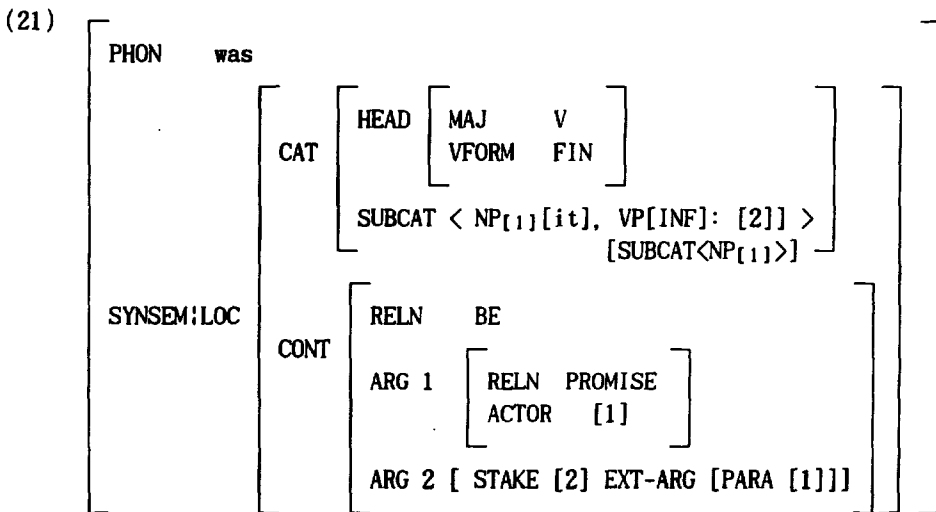 (21)
PHON was
HEAD MAJ V
CAT VFORM FIN
SUBCAT < NP[1][it], VP[INF]: [2]] >
[SUBCAT<NP[1]>]
SYNSEM¦LOC RELN BE
CONT
ARG 1 RELN PROMISE
ACTOR [1]
ARG 2 [ STAKE [2] EXT-ARG [PARA [1]]]